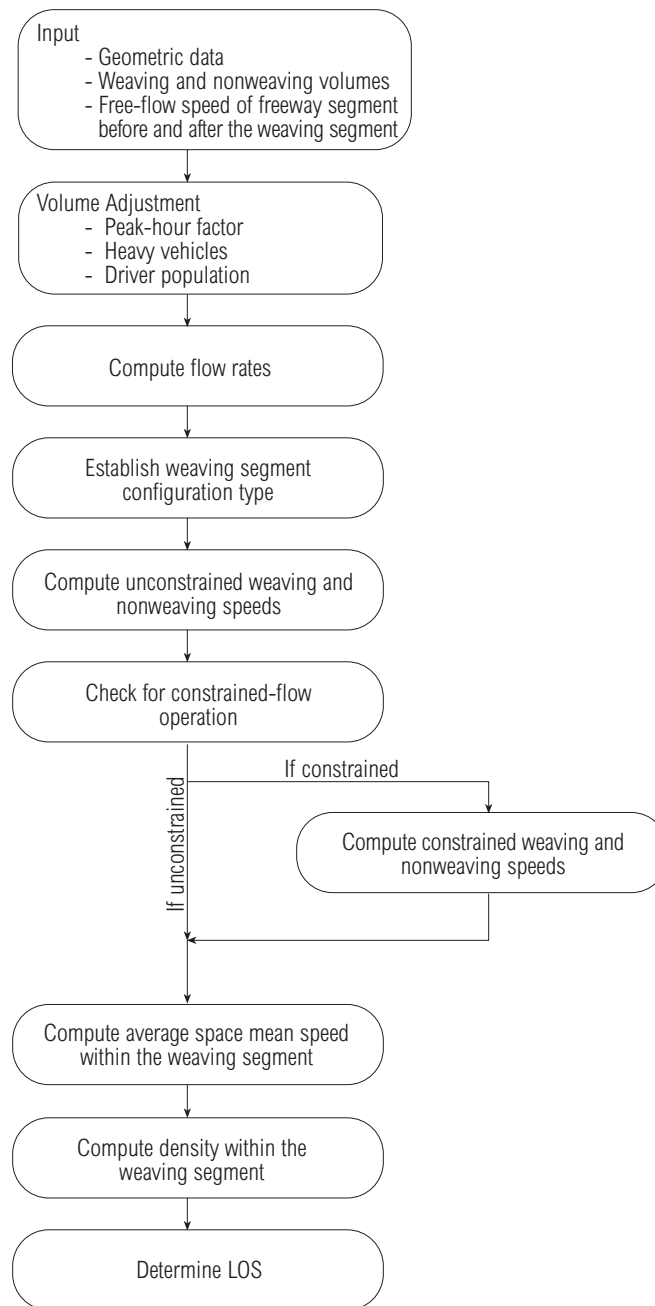 Input
- Geometric data
- Weaving and nonweaving volumes
- Free-flow speed of freeway segment
before and after the weaving segment
Volume Adjustment
- Peak-hour factor
- Heavy vehicles
- Driver population
Compute flow rates
Establish weaving segment
configuration type
Compute unconstrained weaving and
nonweaving speeds
Check for constrained-flow
operation
If constrained
If unconstrained
Compute constrained weaving and
nonweaving speeds
Compute average space mean speed
within the weaving segment
Compute density within the
weaving segment
Determine LOS